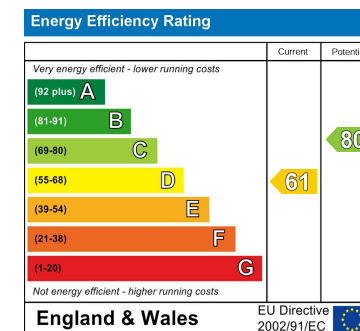 Energy Efficiency Rating
Current Potenti
Very energy efficient - lower running costs
(92 plus) A
(81-91) B
(69-80) C
80
(55-68) D
61
(39-54) E
(21-38) F
(1-20) G
Not energy efficient - higher running costs
England & Wales
EU Directive
2002/91/EC